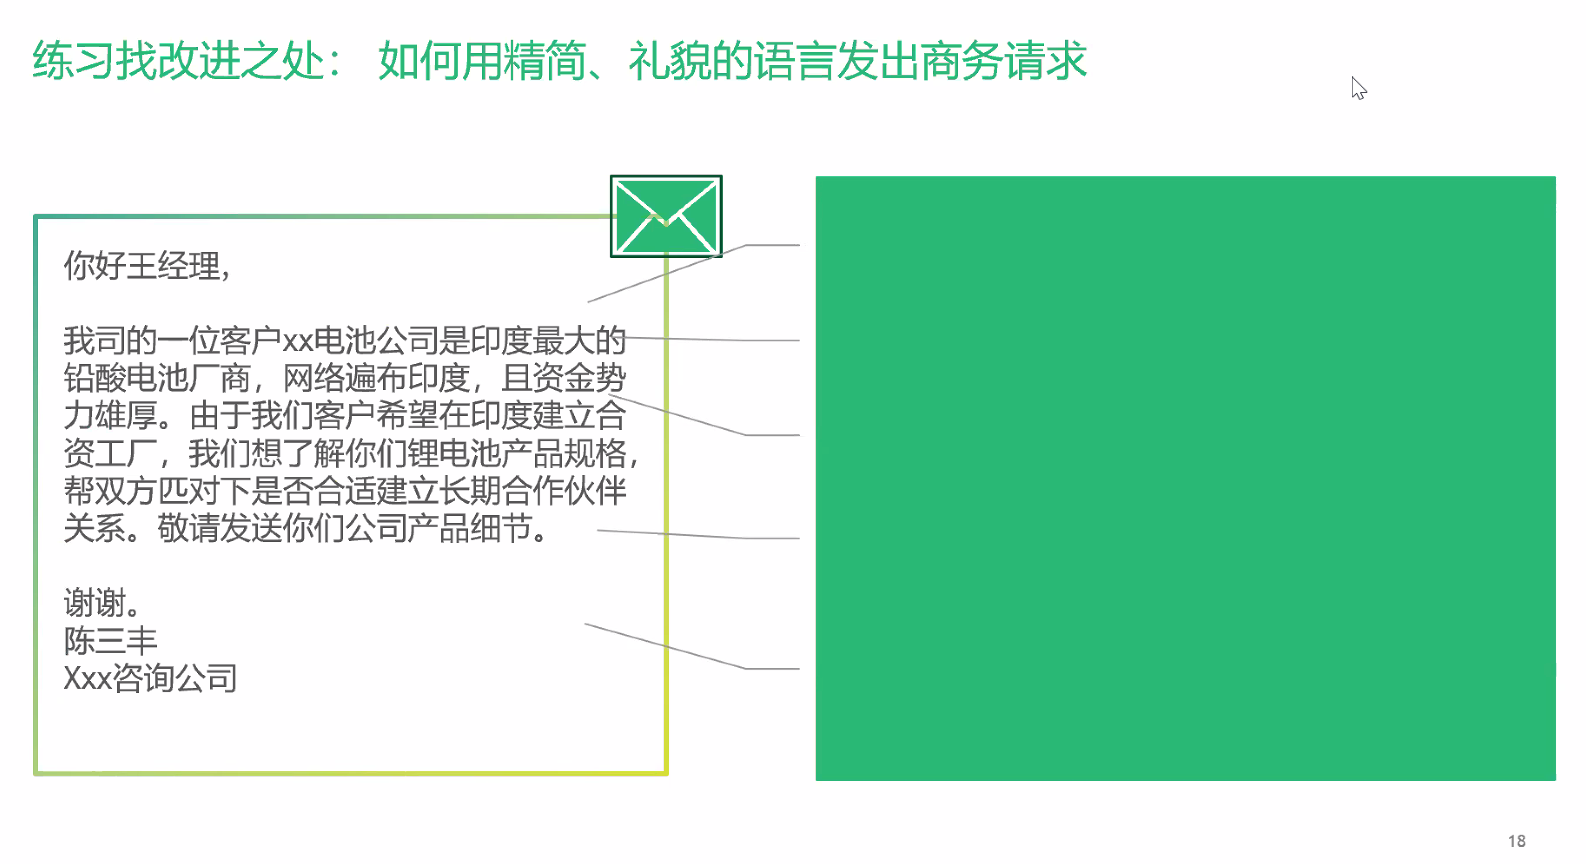 练习找改进之处： 如何用精简、礼貌的语言发出商务请求
你好王经理，
我司的一位客户xx电池公司是印度最大的
铅酸电池厂商，网络遍布印度，且资金势
力雄厚。由于我们客户希望在印度建立合
资工厂，我们想了解你们锂电池产品规格，
帮双方匹对下是否合适建立长期合作伙伴
关系。敬请发送你们公司产品细节。
谢谢。
陈三丰
Xxx咨询公司
18